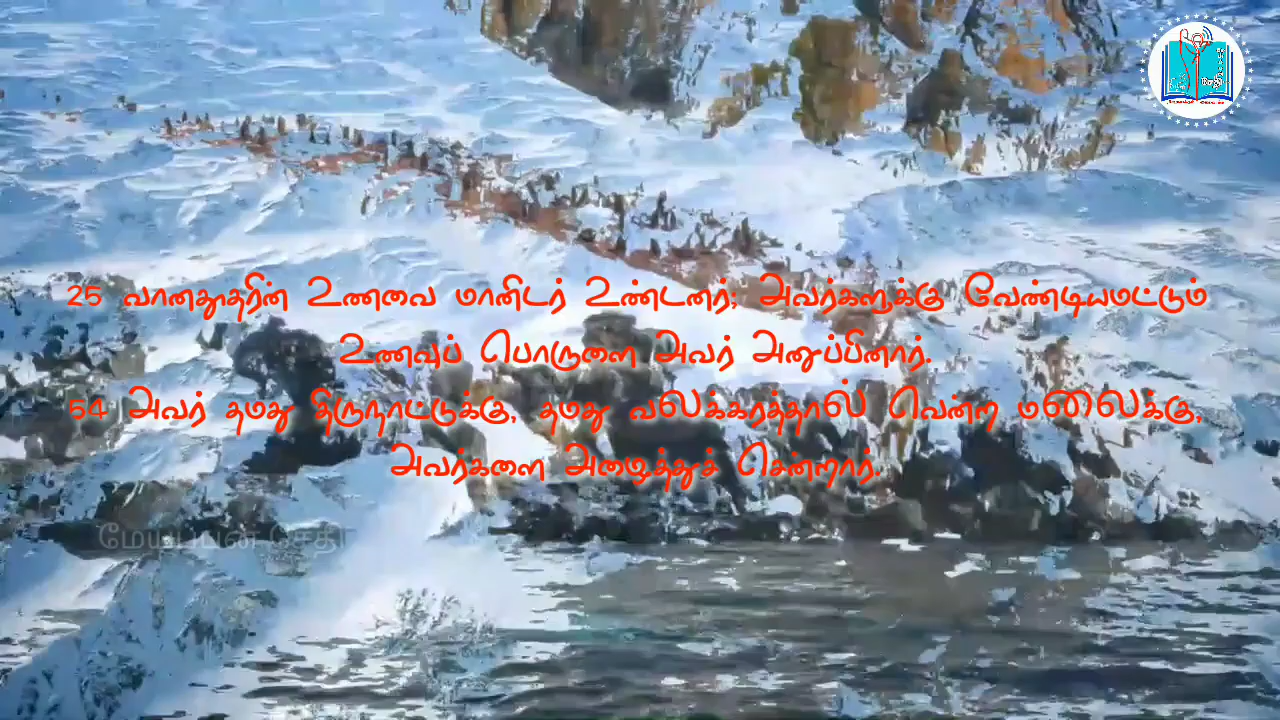 25 வானதூதரின் உணவை மானிடர் உண்டனர்; அவர்களுக்கு வேண்டியமட்டும்
உணவுப் பொருளை அவர் அனுப்பினார்.
54 அவர் தமது திருநாட்டுக்கு, தமது வலக்கரத்தால் வென்ற மலைக்கு,
அவர்களை அழைத்துச் சென்றார்.
மேய்ப்பன் சேதி